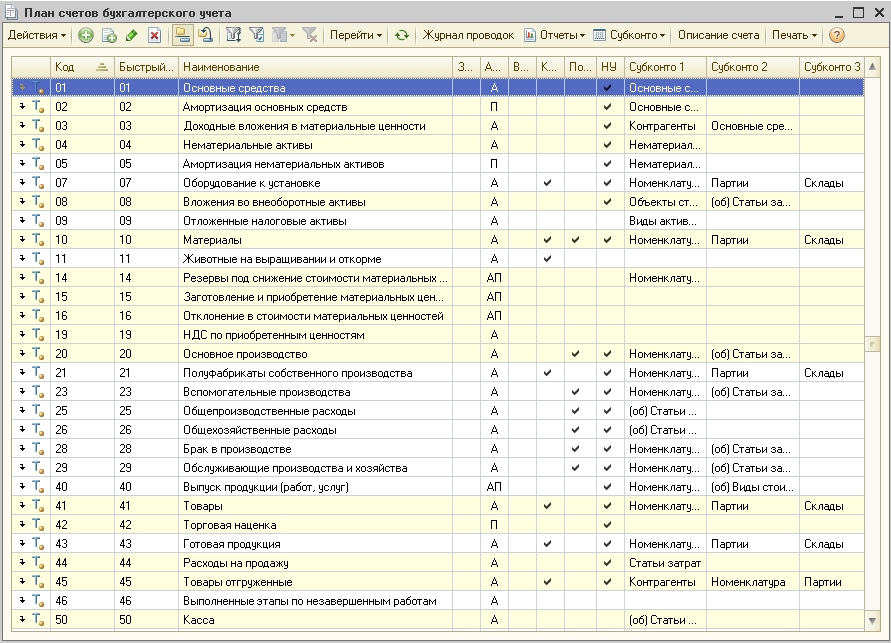 План счетов бухгалтерского учета
Действия Перейти Журнал проводок Отчеты Субконто Описание счета Печать
Код Быстрый... Наименование З... А... В... К... По... НУ Субконто 1 Субконто 2 Субконто 3
01 01 Основные средства А Основные с...
02 02 Амортизация основных средств П Основные с...
03 03 Доходные вложения в материальные ценности А Контрагенты Основные сре...
04 04 Нематериальные активы А Нематериал...
05 05 Амортизация нематериальных активов П Нематериал...
07 07 Оборудование к установке А Номенклату... Партии Склады
08 08 Вложения во внеоборотные активы А Объекты ст... (об) Статьи за...
09 09 Отложенные налоговые активы А Виды актив...
10 10 Материалы А Номенклату... Партии Склады
11 11 Животные на выращивании и откорме А
14 14 Резервы под снижение стоимости материальных ... АП Номенклату...
15 15 Заготовление и приобретение материальных цен... АП
16 16 Отклонение в стоимости материальных ценностей АП
19 19 НДС по приобретенным ценностям А
20 20 Основное производство А Номенклату... (об) Статьи за...
21 21 Полуфабрикаты собственного производства А Номенклату... Партии Склады
23 23 Вспомогательные производства А Номенклату... (об) Статьи за...
25 25 Общепроизводственные расходы А (об) Статьи ...
26 26 Общехозяйственные расходы А (об) Статьи ...
28 28 Брак в производстве А Номенклату... (об) Статьи за...
29 29 Обслуживающие производства и хозяйства А Номенклату... (об) Статьи за...
40 40 Выпуск продукции (работ, услуг) АП Номенклату... (об) Виды стои...
41 41 Товары А Номенклату... Партии Склады
42 42 Торговая наценка П
43 43 Готовая продукция А Номенклату... Партии Склады
44 44 Расходы на продажу А Статьи затрат
45 45 Товары отгруженные А Контрагенты Номенклатура Партии
46 46 Выполненные этапы по незавершенным работам А
50 50 Касса А (об) Статьи ...